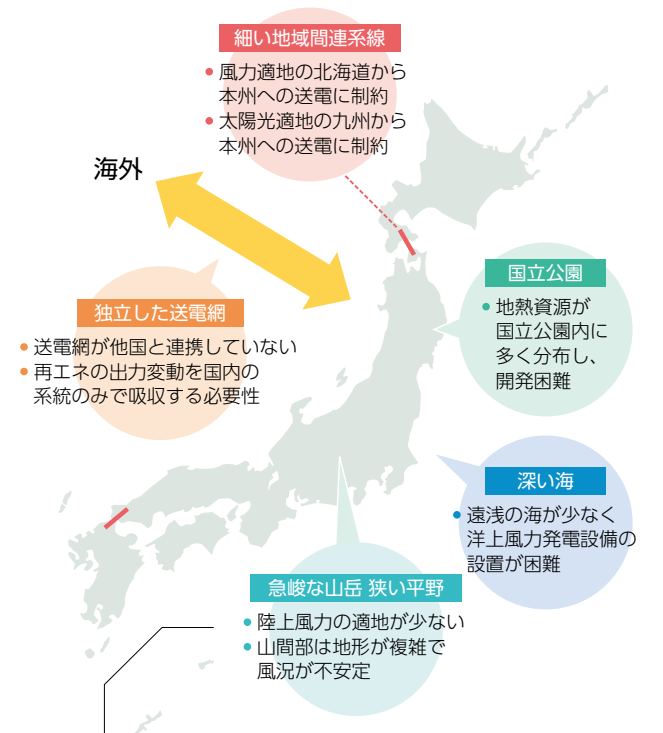 細い地域間連系線
• 風力適地の北海道から
本州への送電に制約
• 太陽光適地の九州から
本州への送電に制約
海外
独立した送電網
• 送電網が他国と連携していない
• 再エネの出力変動を国内の
系統のみで吸収する必要性
国立公園
• 地熱資源が
国立公園内に
多く分布し、
開発困難
深い海
• 遠浅の海が少なく
洋上風力発電設備の
設置が困難
急峻な山岳 狭い平野
• 陸上風力の適地が少ない
• 山間部は地形が複雑で
風況が不安定